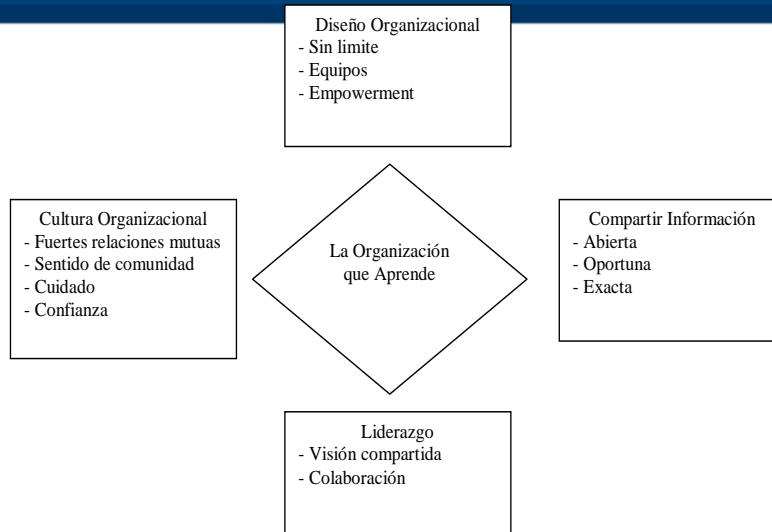 Diseño Organizacional
- Sin limite
- Equipos
- Empowerment
Cultura Organizacional
- Fuertes relaciones mutuas
- Sentido de comunidad
- Cuidado
- Confianza
La Organización
que Aprende
Compartir Información
- Abierta
- Oportuna
- Exacta
Liderazgo
- Visión compartida
- Colaboración